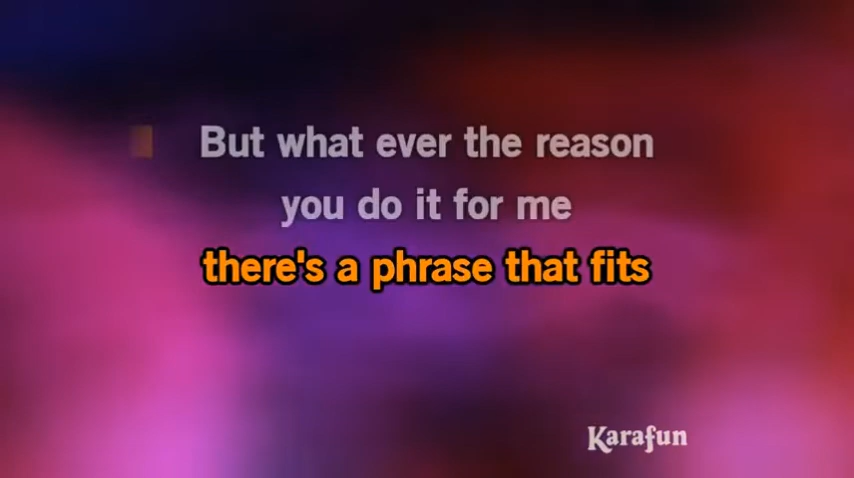 But what ever the reason
you do it for me
there's a phrase that fits
Karafun